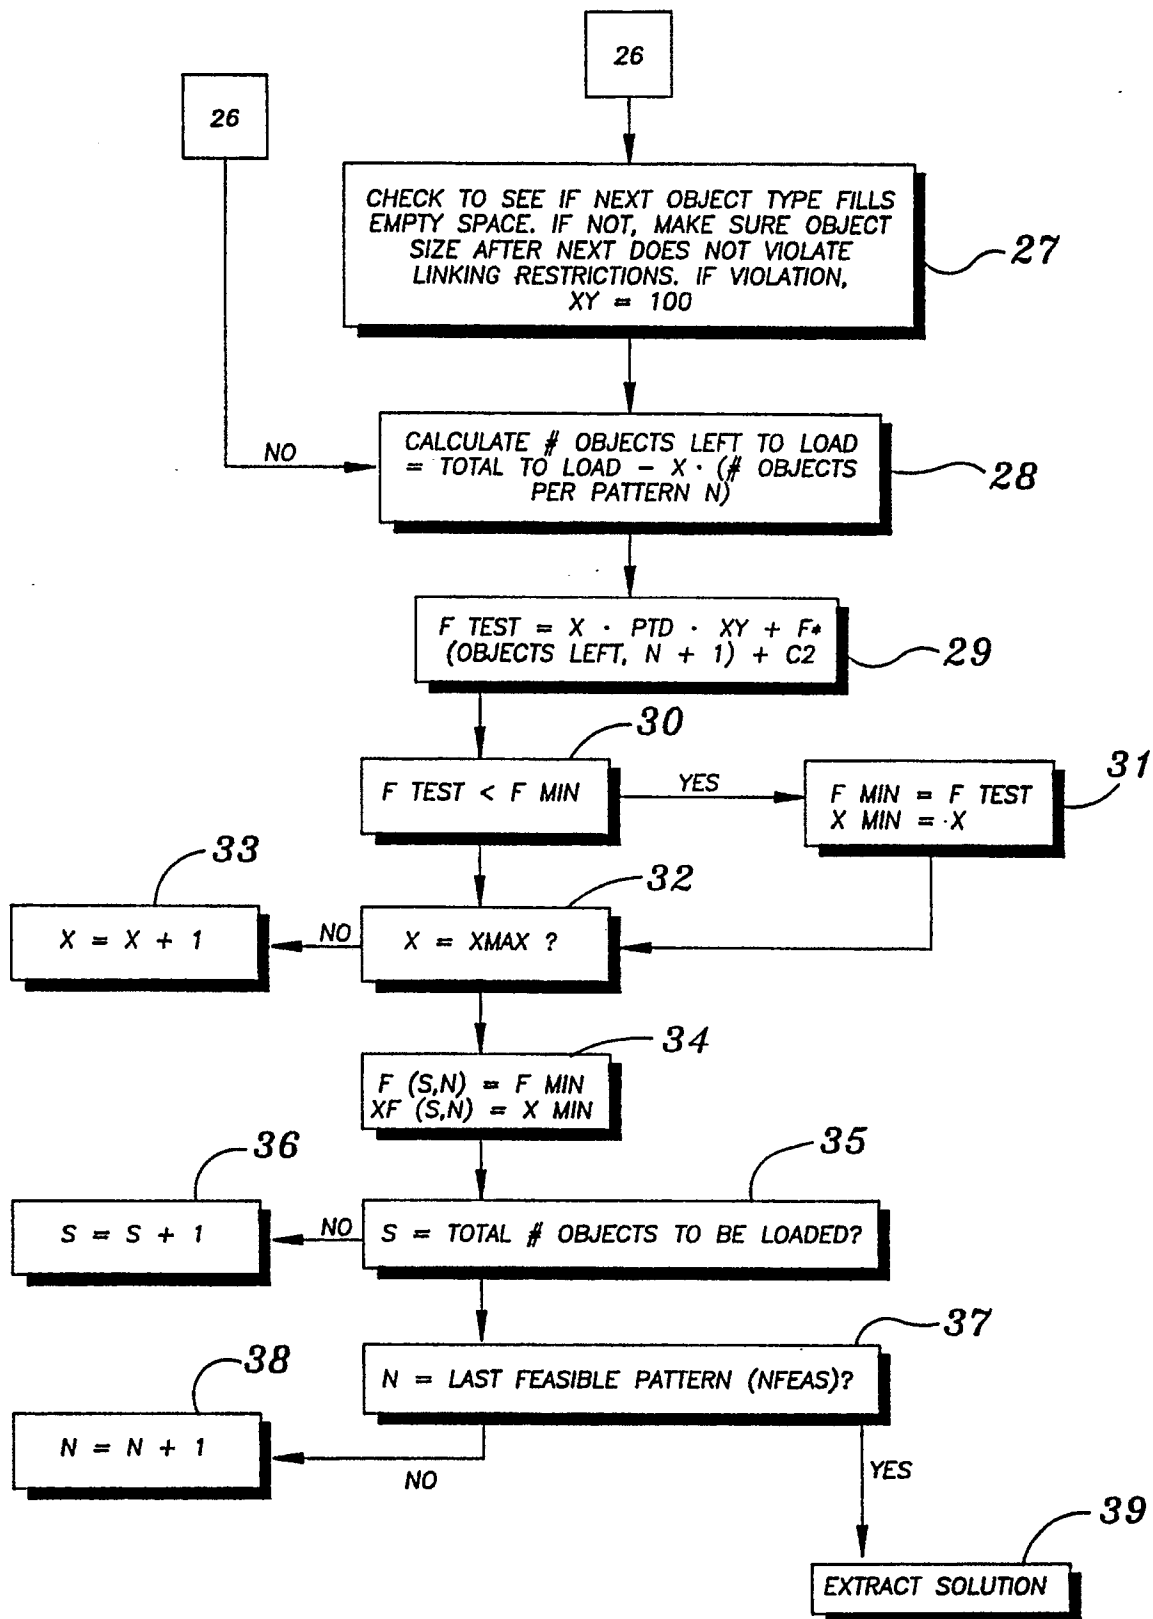 26
26
CHECK TO SEE IF NEXT OBJECT TYPE FILLS
EMPTY SPACE. IF NOT, MAKE SURE OBJECT
SIZE AFTER NEXT DOES NOT VIOLATE
LINKING RESTRICTIONS. IF VIOLATION,
XY = 100
27
NO
CALCULATE # OBJECTS LEFT TO LOAD
= TOTAL TO LOAD - X · (# OBJECTS
PER PATTERN N)
28
F TEST = X · PTD · XY + F*
(OBJECTS LEFT, N + 1) + C2
29
30
F TEST < F MIN
YES
31
F MIN = F TEST
X MIN = X
33
X = X + 1
NO
32
X = XMAX ?
34
F (S,N) = F MIN
XF (S,N) = X MIN
36
S = S + 1
NO
35
S = TOTAL # OBJECTS TO BE LOADED?
37
N = LAST FEASIBLE PATTERN (NFEAS)?
38
N = N + 1
NO
YES
39
EXTRACT SOLUTION